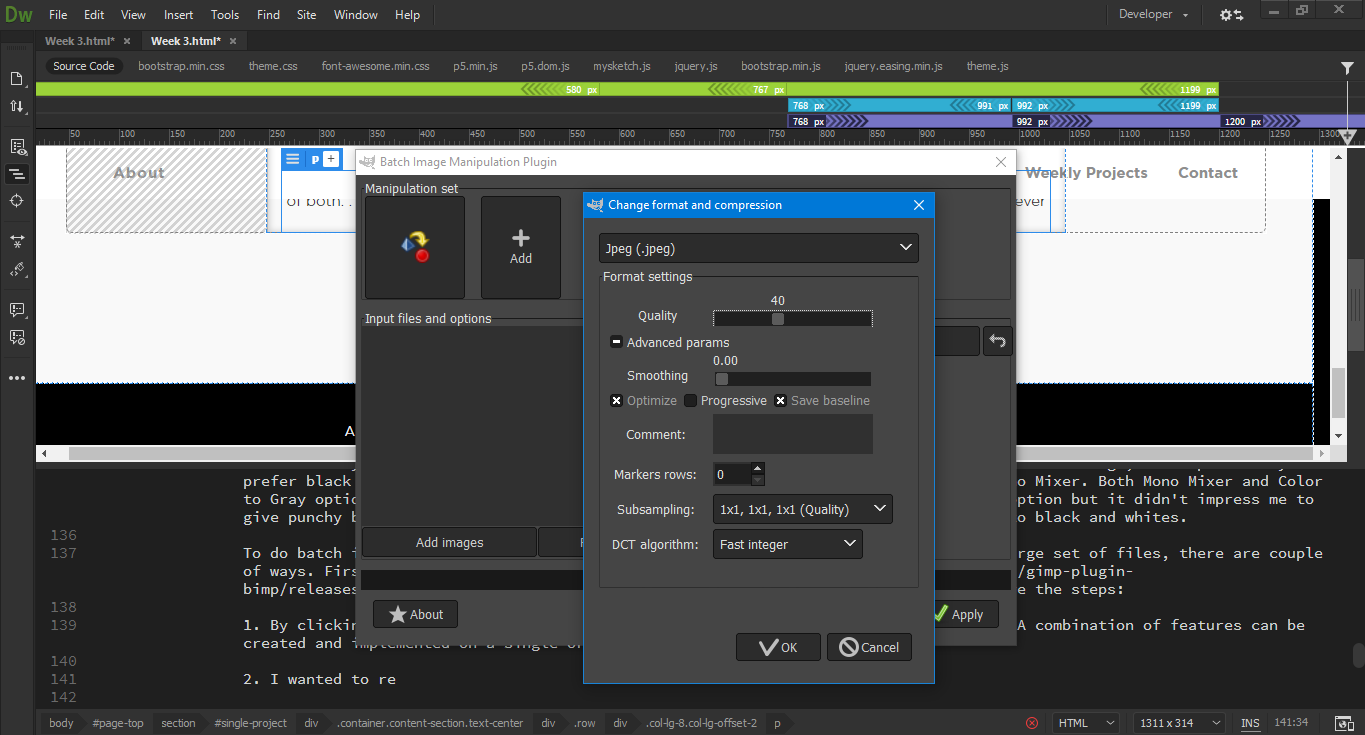 Dw File Edit View Insert Format Tools Find Site Window Help Developer
Week 3.html* × Week 3.html* ×
Source Code bootstrap.min.css theme.css font-awesome.min.css p5.min.js p5.dom.js mysketch.js jquery.js bootstrap.min.js jquery.easing.min.js theme.js
580 px 767 px 1199 px
768 px 991 px 992 px 1199 px
768 px 992 px 1200 px
50 100 150 200 250 300 350 400 450 500 550 600 650 700 750 800 850 900 950 1000 1050 1100 1150 1200 1250 1300
p +
Batch Image Manipulation Plugin
About
Weekly Projects Contact
Manipulation set
of both. .
ever
Change format and compression
Add
Jpeg (.jpeg)
Format settings
40
Quality
Input files and options
Advanced params
0.00
Smoothing
Optimize Progressive Save baseline
Comment:
A
Markers rows: 0
prefer black
o Mixer. Both Mono Mixer and Color
to Gray optio
ption but it didn't impress me to
give punchy b
o black and whites.
Subsampling: 1x1, 1x1, 1x1 (Quality)
136
Add images
DCT algorithm: Fast integer
137 To do batch i
rge set of files, there are couple
of ways. Firs
/gimp-plugin-
bimp/releases
e the steps:
138
About
Apply
139 1. By clickin
A combination of features can be
created and implemented on a single or
OK Cancel
140
141 2. I wanted to re
142
body #page-top section #single-project div .container.content-section.text-center div .row div .col-lg-8.col-lg-offset-2 p HTML 1311 x 314 INS 141:34